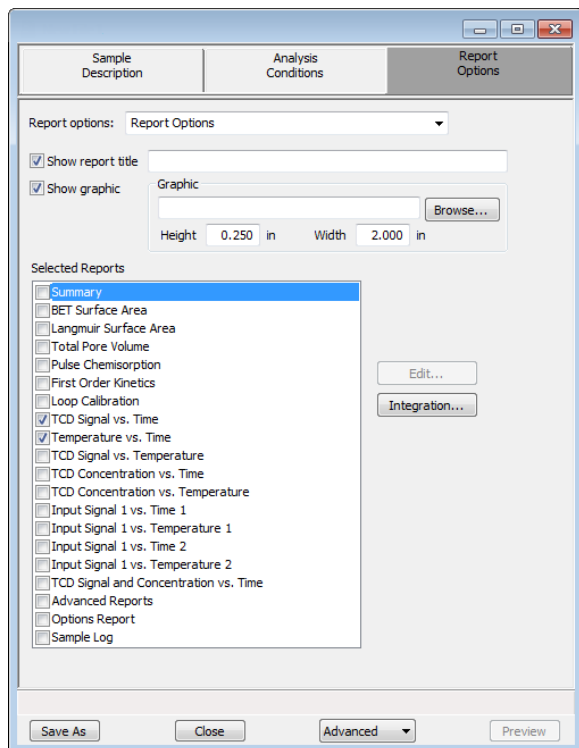 Sample Description
Analysis Conditions
Report Options
Report options: Report Options
Show report title
Show graphic
Graphic
Browse...
Height 0.250 in Width 2.000 in
Selected Reports
Summary
BET Surface Area
Langmuir Surface Area
Total Pore Volume
Pulse Chemisorption
First Order Kinetics
Loop Calibration
TCD Signal vs. Time
Temperature vs. Time
TCD Signal vs. Temperature
TCD Concentration vs. Time
TCD Concentration vs. Temperature
Input Signal 1 vs. Time 1
Input Signal 1 vs. Temperature 1
Input Signal 1 vs. Time 2
Input Signal 1 vs. Temperature 2
TCD Signal and Concentration vs. Time
Advanced Reports
Options Report
Sample Log
Edit...
Integration...
Save As
Close
Advanced
Preview